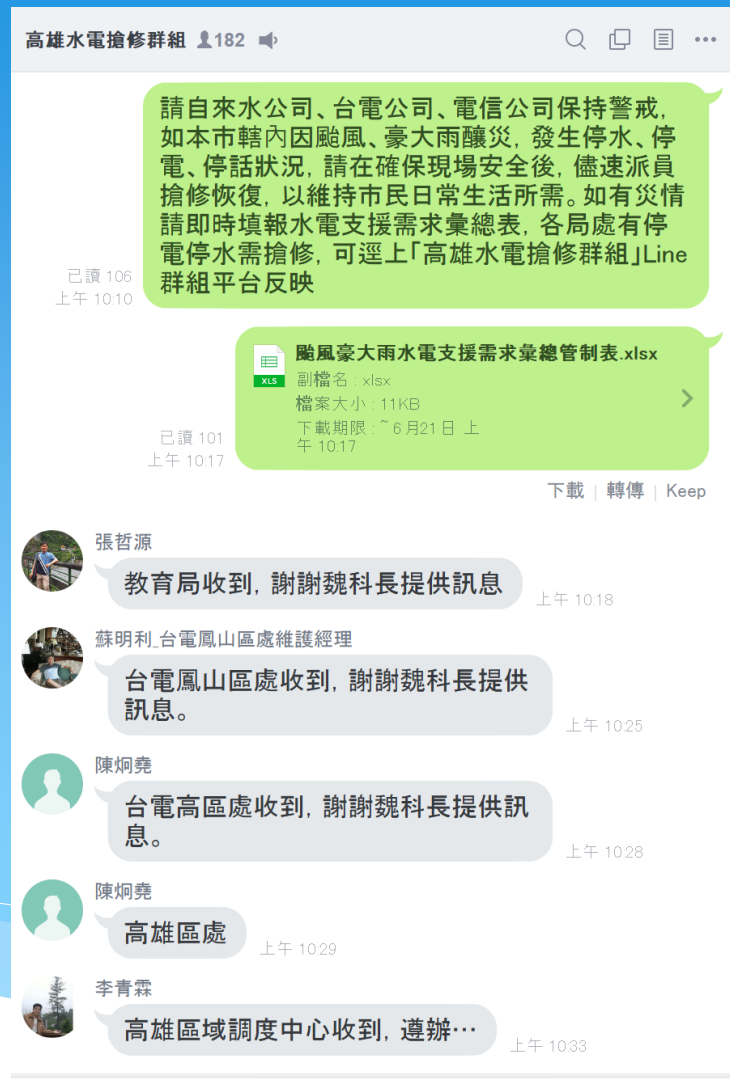 高雄水電搶修群組 182
請自來水公司、台電公司、電信公司保持警戒,
如本市轄內因颱風、豪大雨釀災, 發生停水、停
電、停話狀況, 請在確保現場安全後, 儘速派員
搶修恢復, 以維持市民日常生活所需。如有災情
請即時填報水電支援需求彙總表, 各局處有停
電停水需搶修, 可逕上「高雄水電搶修群組」Line
群組平台反映
已讀 106
上午 10:10
颱風豪大雨水電支援需求彙總管制表.xlsx
XLS
副檔名 : xlsx
檔案大小 : 11KB
下載期限 : ~ 6月21日 上
午 10:17
已讀 101
上午 10:17
下載 | 轉傳 | Keep
張哲源
教育局收到, 謝謝魏科長提供訊息
上午 10:18
蘇明利_台電鳳山區處維護經理
台電鳳山區處收到, 謝謝魏科長提供
訊息。
上午 10:25
陳炯堯
台電高區處收到, 謝謝魏科長提供訊
息。
上午 10:28
陳炯堯
高雄區處
上午 10:29
李青霖
高雄區域調度中心收到, 遵辦…
上午 10:33